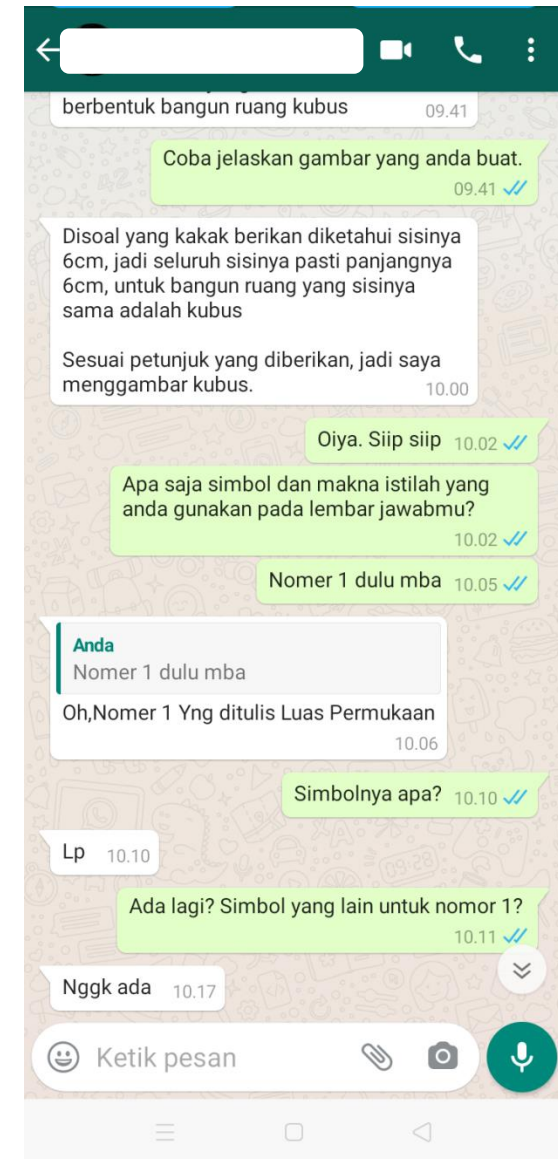 berbentuk bangun ruang kubus
09.41
Coba jelaskan gambar yang anda buat.
09.41
Disoal yang kakak berikan diketahui sisinya
6cm, jadi seluruh sisinya pasti panjangnya
6cm, untuk bangun ruang yang sisinya
sama adalah kubus
Sesuai petunjuk yang diberikan, jadi saya
menggambar kubus.
10.00
Oiya. Siip siip 10.02
Apa saja simbol dan makna istilah yang
anda gunakan pada lembar jawabmu?
10.02
Nomer 1 dulu mba 10.05
Anda
Nomer 1 dulu mba
Oh,Nomer 1 Yng ditulis Luas Permukaan
10.06
Simbolnya apa? 10.10
Lp 10.10
Ada lagi? Simbol yang lain untuk nomor 1?
10.11
Nggk ada 10.17
Ketik pesan